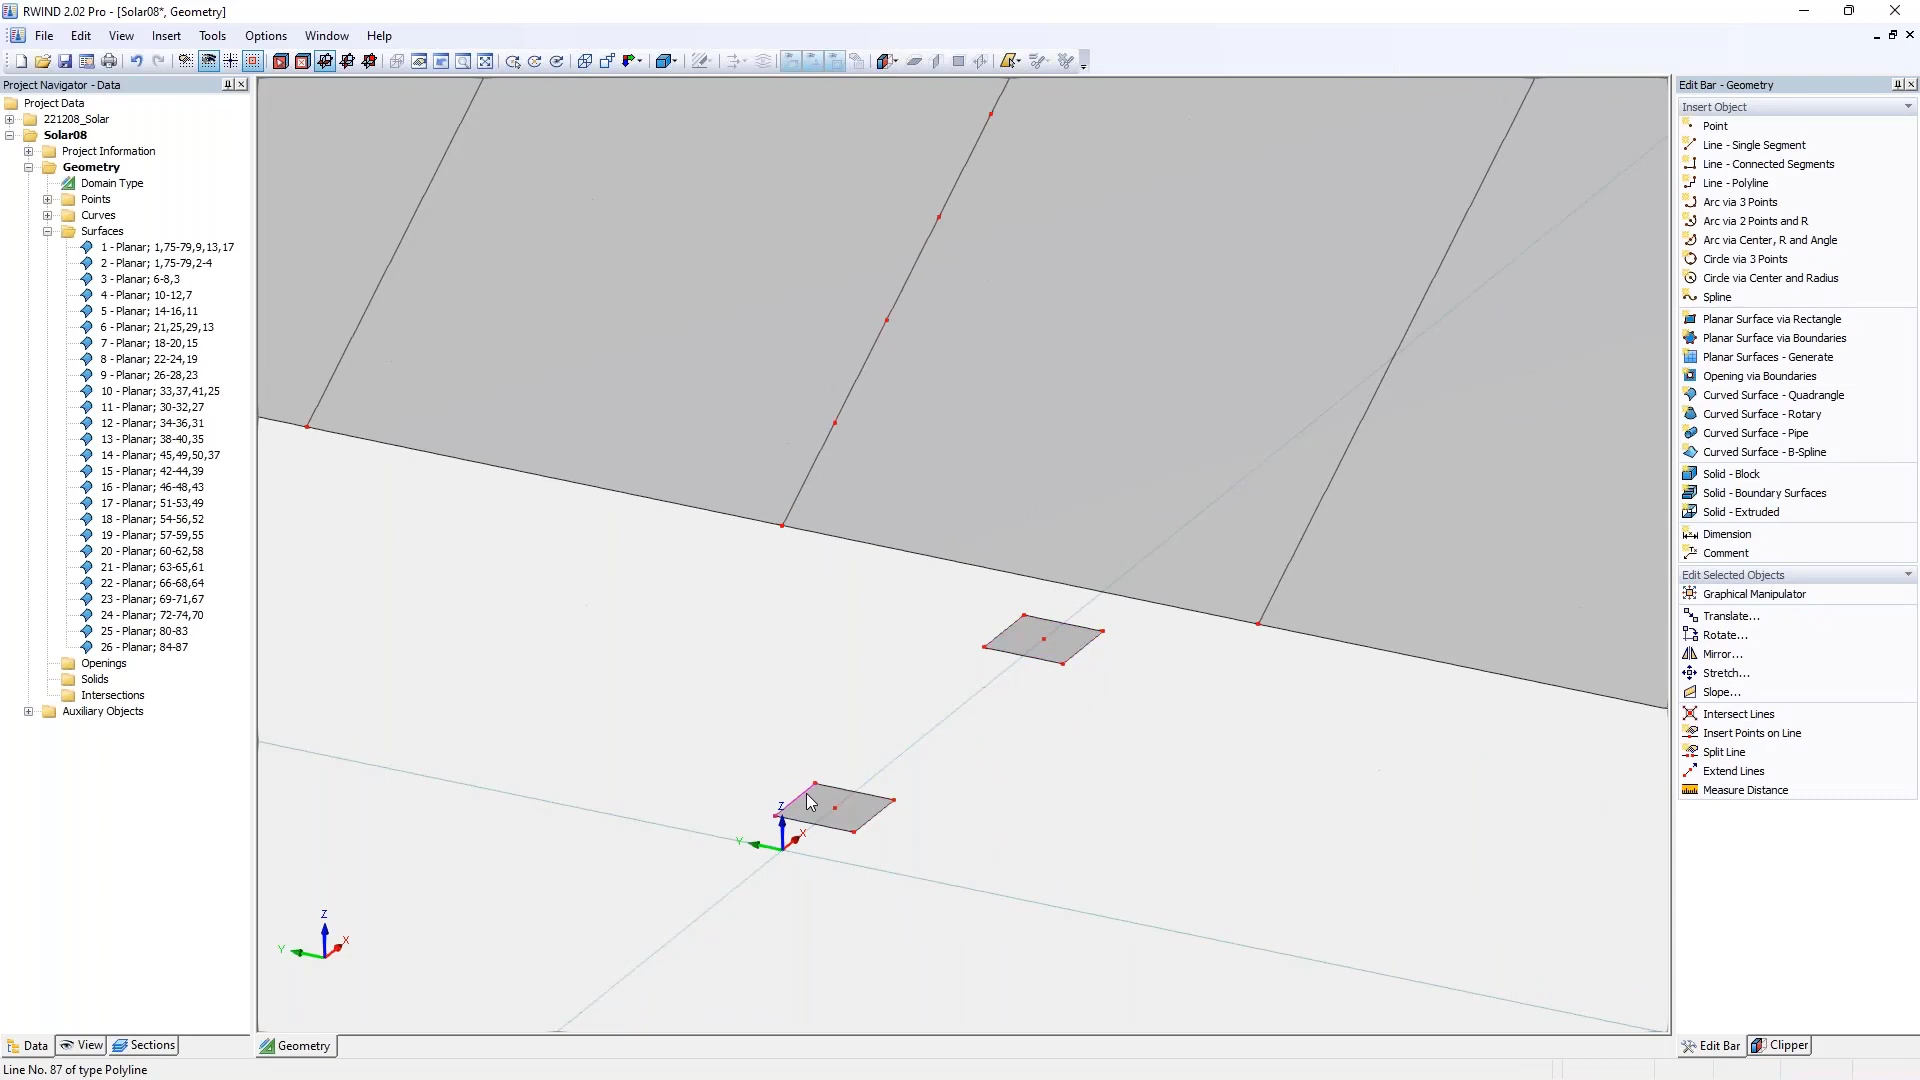 RWIND 2.02 Pro - [Solar08*, Geometry]
File Edit View Insert Tools Options Window Help
Project Navigator - Data
Project Data
221208_Solar
Solar08
Project Information
Geometry
Domain Type
Points
Curves
Surfaces
1 - Planar; 1,75-79,9,13,17
2 - Planar; 1,75-79,2-4
3 - Planar; 6-8,3
4 - Planar; 10-12,7
5 - Planar; 14-16,11
6 - Planar; 21,25,29,13
7 - Planar; 18-20,15
8 - Planar; 22-24,19
9 - Planar; 26-28,23
10 - Planar; 33,37,41,25
11 - Planar; 30-32,27
12 - Planar; 34-36,31
13 - Planar; 38-40,35
14 - Planar; 45,49,50,37
15 - Planar; 42-44,39
16 - Planar; 46-48,43
17 - Planar; 51-53,49
18 - Planar; 54-56,52
19 - Planar; 57-59,55
20 - Planar; 60-62,58
21 - Planar; 63-65,61
22 - Planar; 66-68,64
23 - Planar; 69-71,67
24 - Planar; 72-74,70
25 - Planar; 80-83
26 - Planar; 84-87
Openings
Solids
Intersections
Auxiliary Objects
Data View Sections
Z
Y X
Z
Y X
Geometry
Edit Bar - Geometry
Insert Object
Point
Line - Single Segment
Line - Connected Segments
Line - Polyline
Arc via 3 Points
Arc via 2 Points and R
Arc via Center, R and Angle
Circle via 3 Points
Circle via Center and Radius
Spline
Planar Surface via Rectangle
Planar Surface via Boundaries
Planar Surfaces - Generate
Opening via Boundaries
Curved Surface - Quadrangle
Curved Surface - Rotary
Curved Surface - Pipe
Curved Surface - B-Spline
Solid - Block
Solid - Boundary Surfaces
Solid - Extruded
Dimension
Comment
Edit Selected Objects
Graphical Manipulator
Translate...
Rotate...
Mirror...
Stretch...
Slope...
Intersect Lines
Insert Points on Line
Split Line
Extend Lines
Measure Distance
Edit Bar Clipper
Line No. 87 of type Polyline